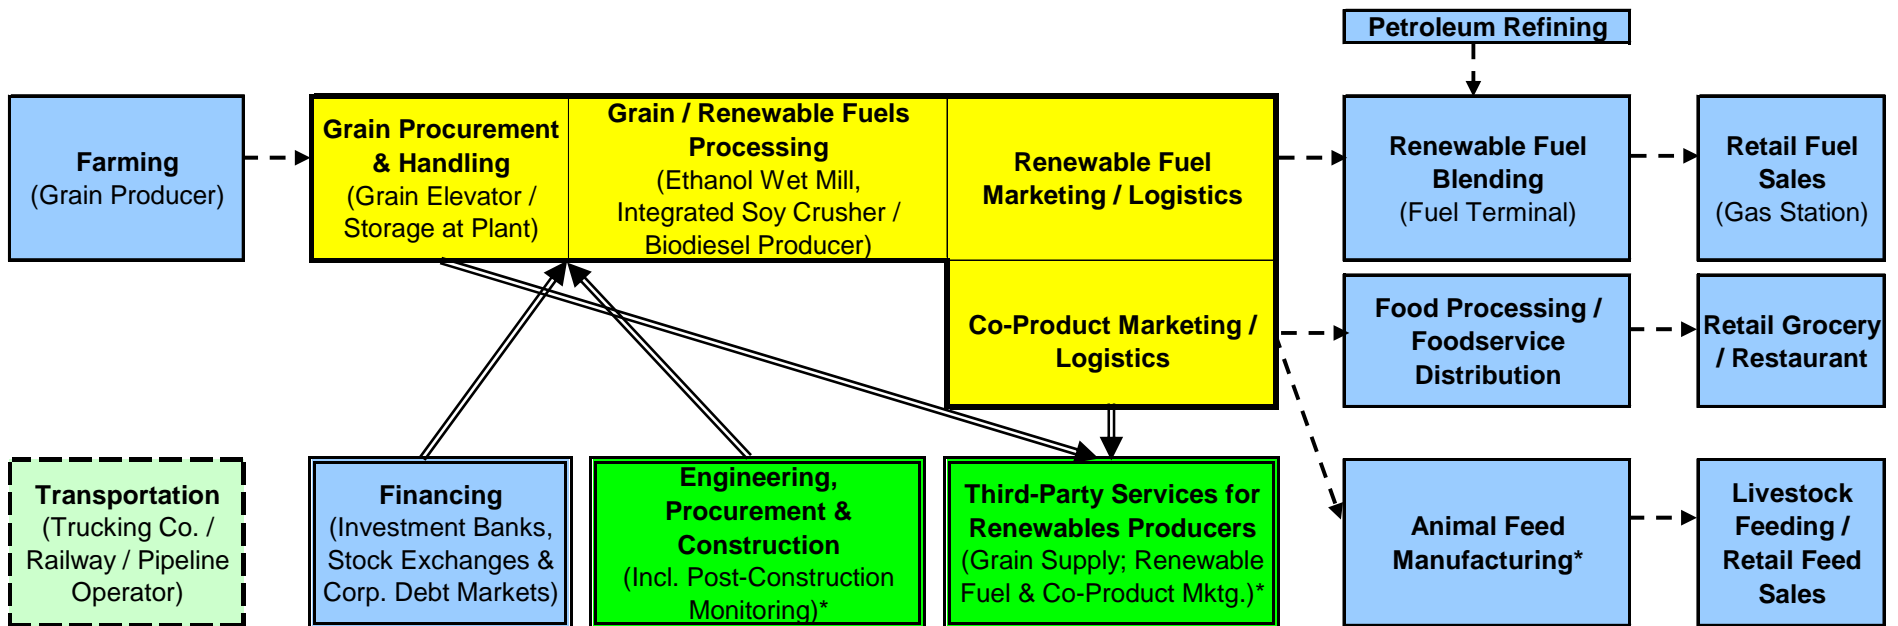 Petroleum Refining
Farming
(Grain Producer)
Grain Procurement
& Handling
(Grain Elevator /
Storage at Plant)
Grain / Renewable Fuels
Processing
(Ethanol Wet Mill,
Integrated Soy Crusher /
Biodiesel Producer)
Renewable Fuel
Marketing / Logistics
Renewable Fuel
Blending
(Fuel Terminal)
Retail Fuel
Sales
(Gas Station)
Co-Product Marketing /
Logistics
Food Processing /
Foodservice
Distribution
Retail Grocery
/ Restaurant
Transportation
(Trucking Co. /
Railway / Pipeline
Operator)
Financing
(Investment Banks,
Stock Exchanges &
Corp. Debt Markets)
Engineering,
Procurement &
Construction
(Incl. Post-Construction
Monitoring)*
Third-Party Services for
Renewables Producers
(Grain Supply; Renewable
Fuel & Co-Product Mktg.)*
Animal Feed
Manufacturing*
Livestock
Feeding /
Retail Feed
Sales